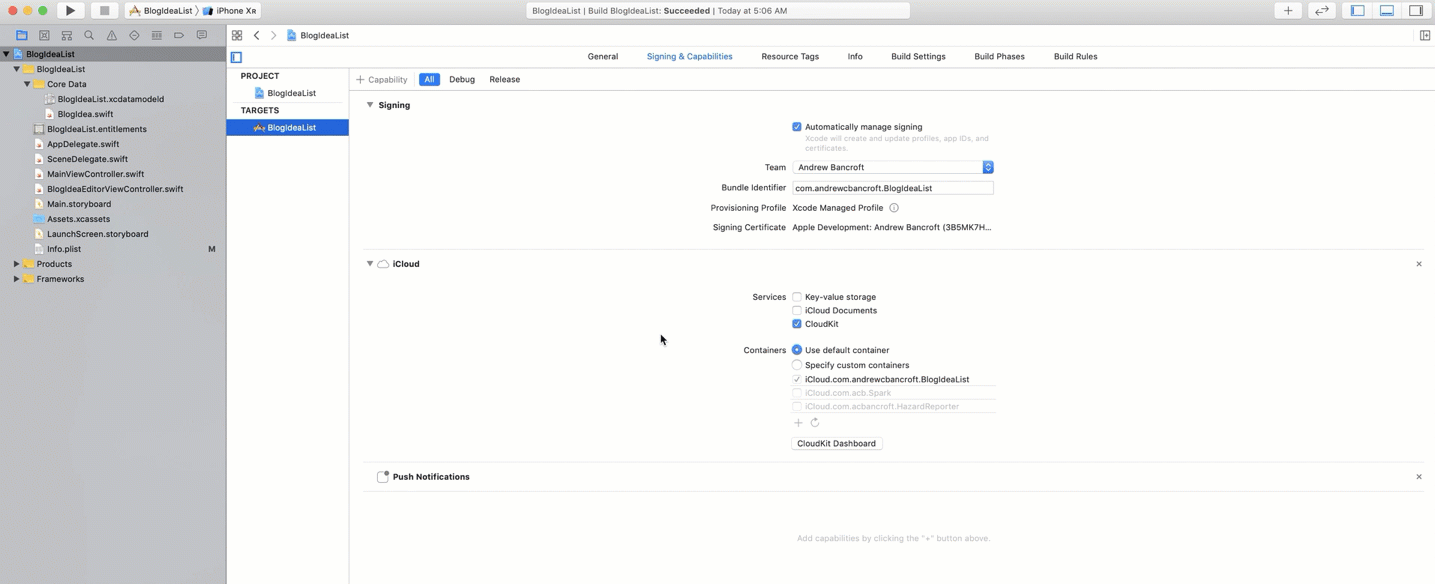 BlogIdeaList › iPhone Xʀ
BlogIdeaList | Build BlogIdeaList: Succeeded | Today at 5:06 AM
BlogIdeaList
BlogIdeaList
General Signing & Capabilities Resource Tags Info Build Settings Build Phases Build Rules
BlogIdeaList
Core Data
BlogIdeaList.xcdatamodeld
BlogIdea.swift
BlogIdeaList.entitlements
AppDelegate.swift
SceneDelegate.swift
MainViewController.swift
BlogIdeaEditorViewController.swift
Main.storyboard
Assets.xcassets
LaunchScreen.storyboard
Info.plist M
Products
Frameworks
PROJECT
BlogIdeaList
TARGETS
BlogIdeaList
+ Capability All Debug Release
Signing
Automatically manage signing
Xcode will create and update profiles, app IDs, and
certificates.
Team Andrew Bancroft
Bundle Identifier com.andrewcbancroft.BlogIdeaList
Provisioning Profile Xcode Managed Profile
Signing Certificate Apple Development: Andrew Bancroft (3B5MK7H...
iCloud
Services Key-value storage
iCloud Documents
CloudKit
Containers Use default container
Specify custom containers
iCloud.com.andrewcbancroft.BlogIdeaList
iCloud.com.acb.Spark
iCloud.com.acbancroft.HazardReporter
CloudKit Dashboard
Push Notifications
Add capabilities by clicking the "+" button above.